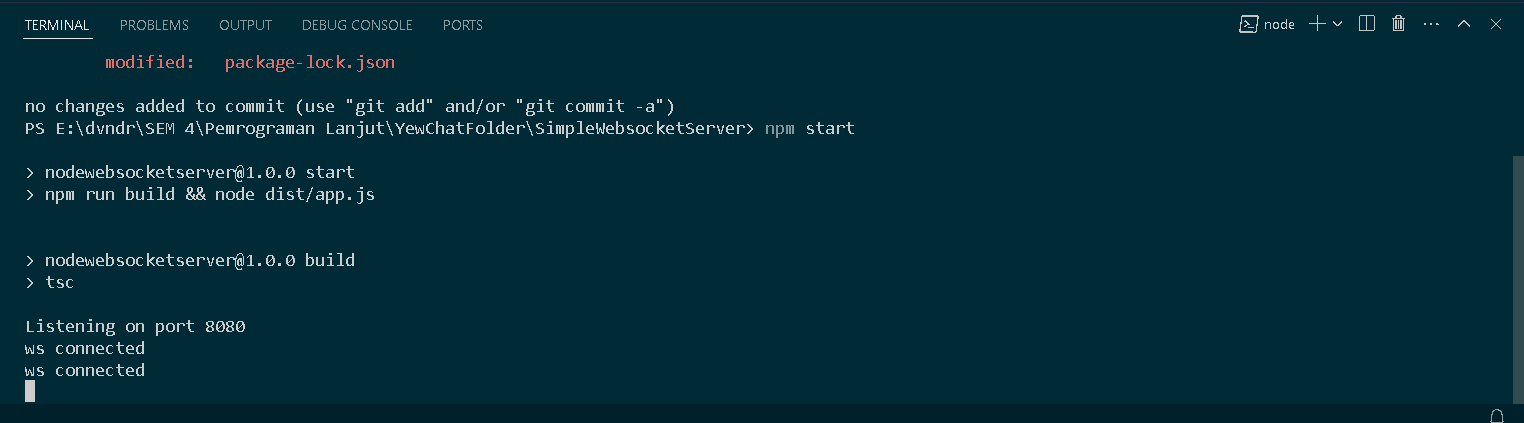 TERMINAL PROBLEMS OUTPUT DEBUG CONSOLE PORTS node
modified: package-lock.json
no changes added to commit (use "git add" and/or "git commit -a")
PS E:\dvndr\SEM 4\Pemrograman Lanjut\YewChatFolder\SimpleWebsocketServer> npm start
> nodewebsocketserver@1.0.0 start
> npm run build && node dist/app.js
> nodewebsocketserver@1.0.0 build
> tsc
Listening on port 8080
ws connected
ws connected